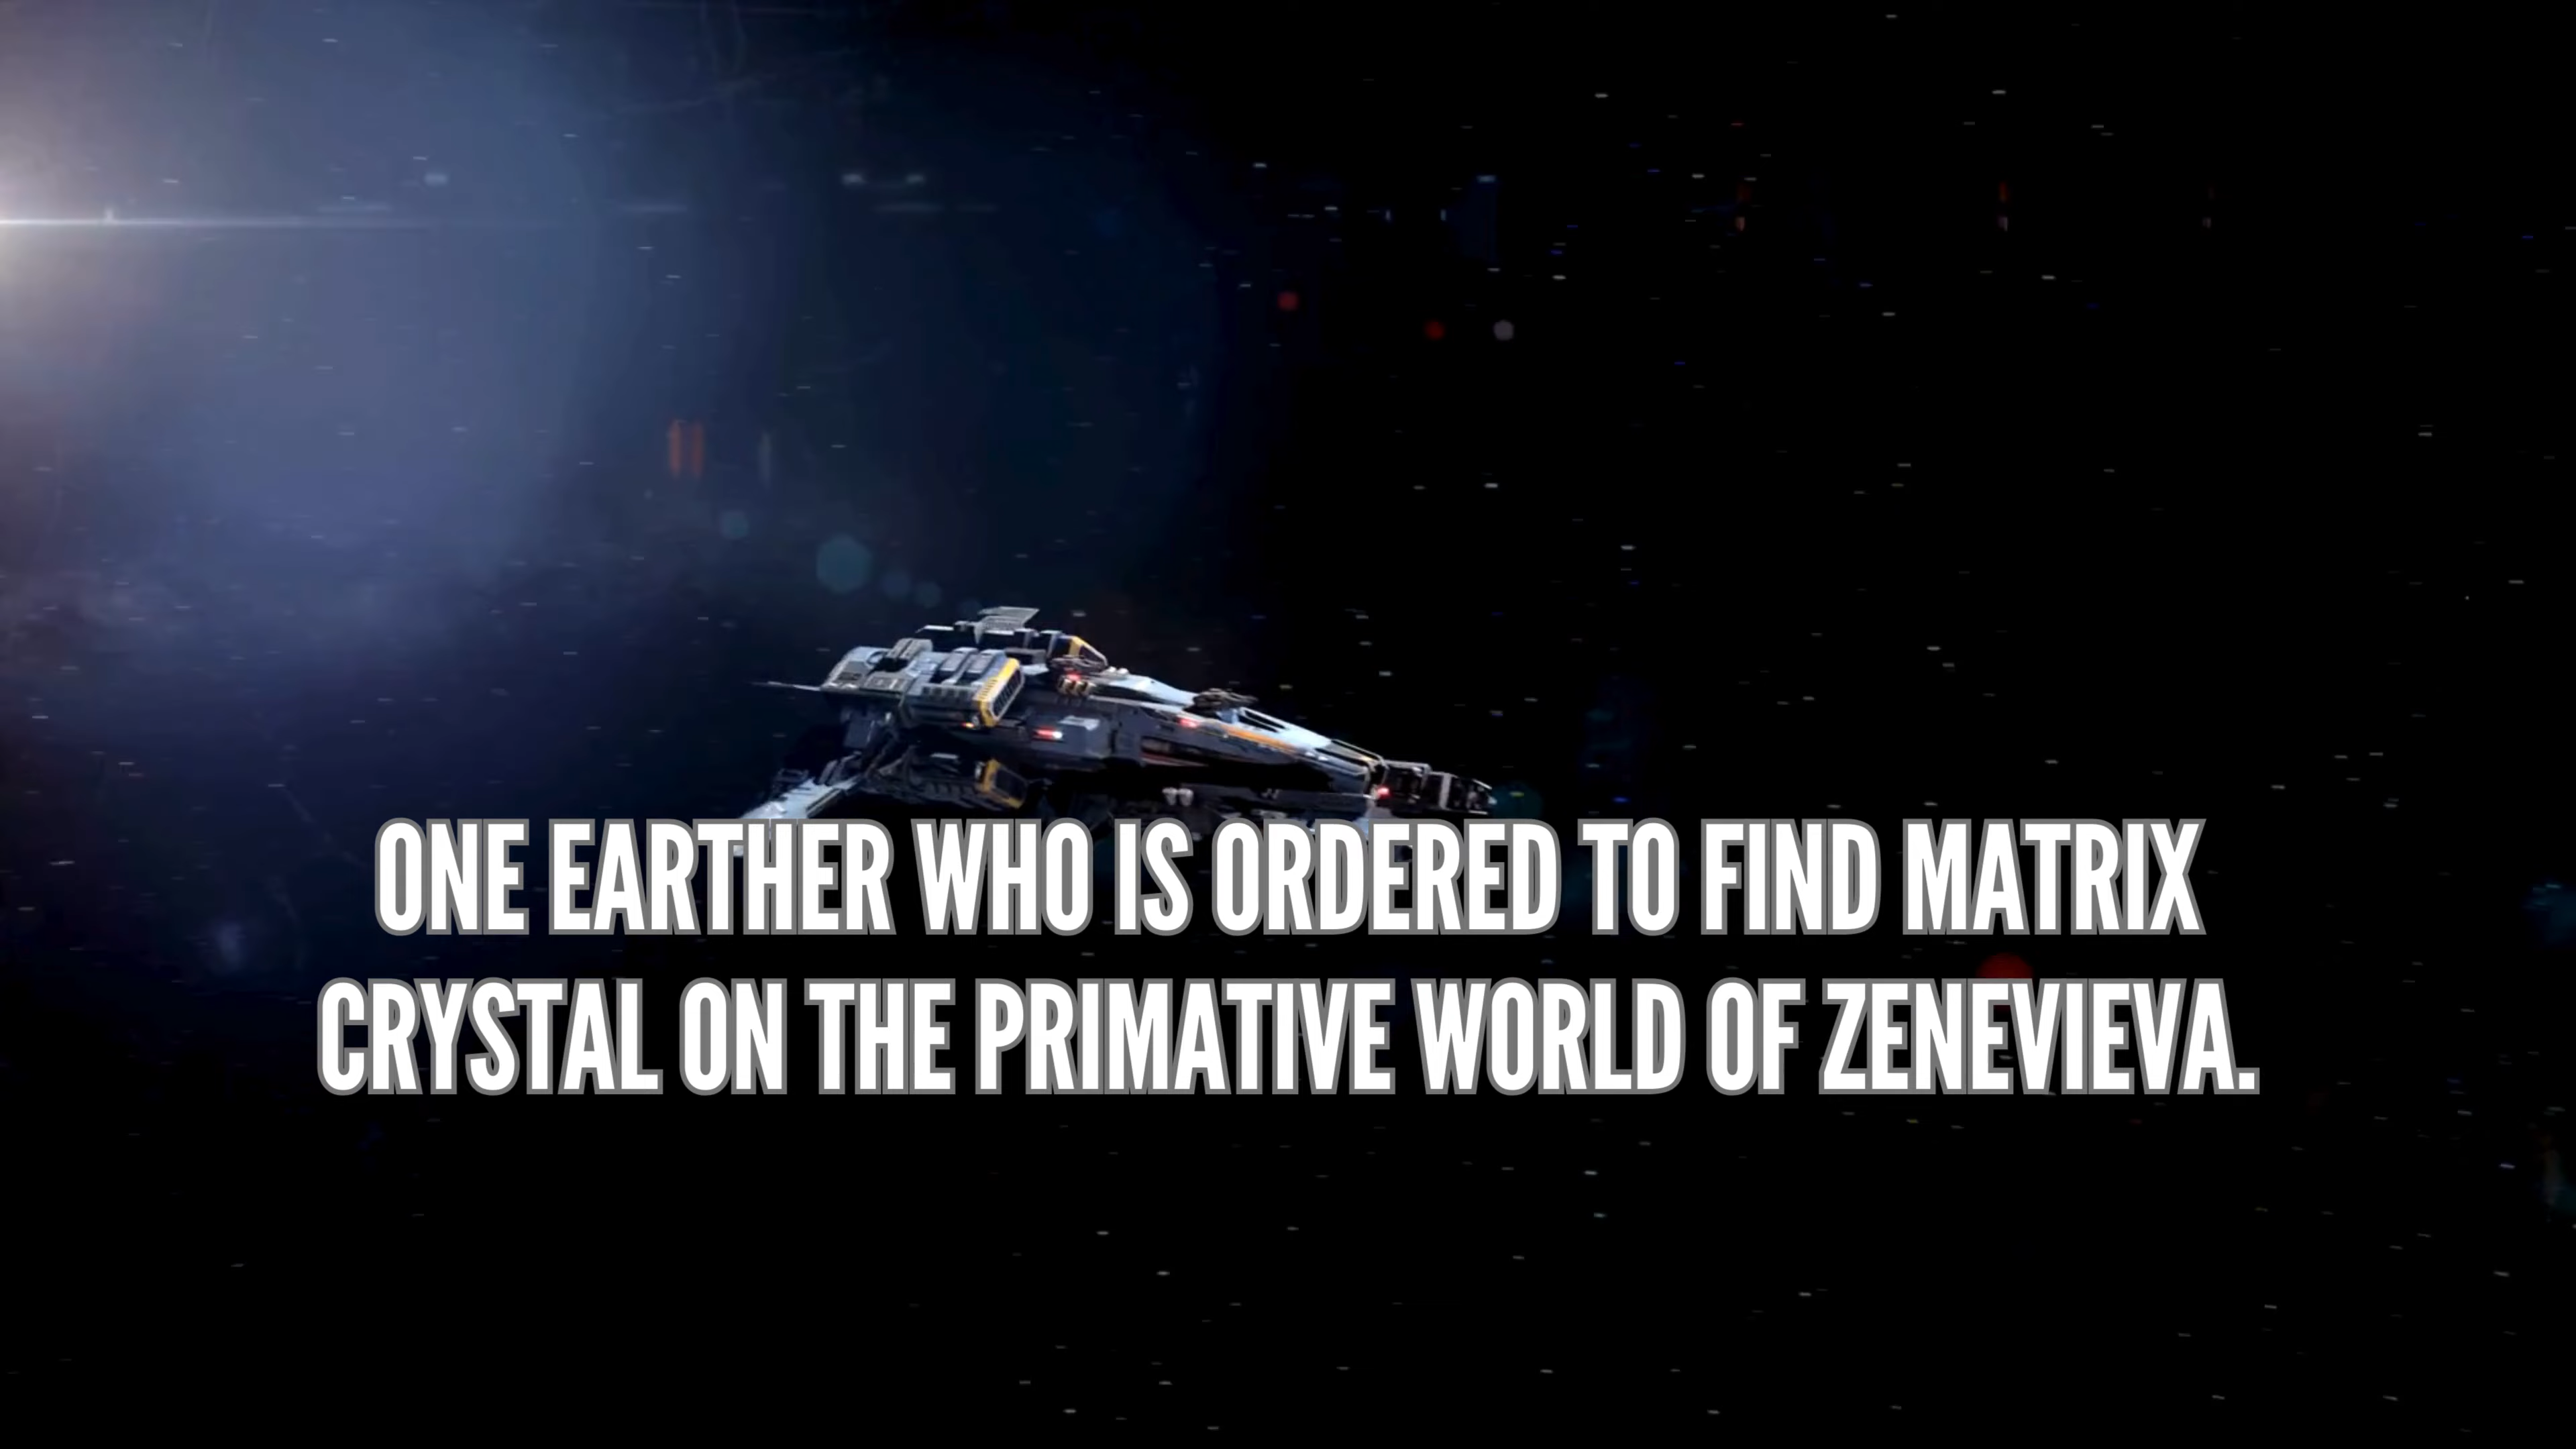 ONE EARTHER WHO IS ORDERED TO FIND MATRIX
CRYSTAL ON THE PRIMATIVE WORLD OF ZENEVIEVA.